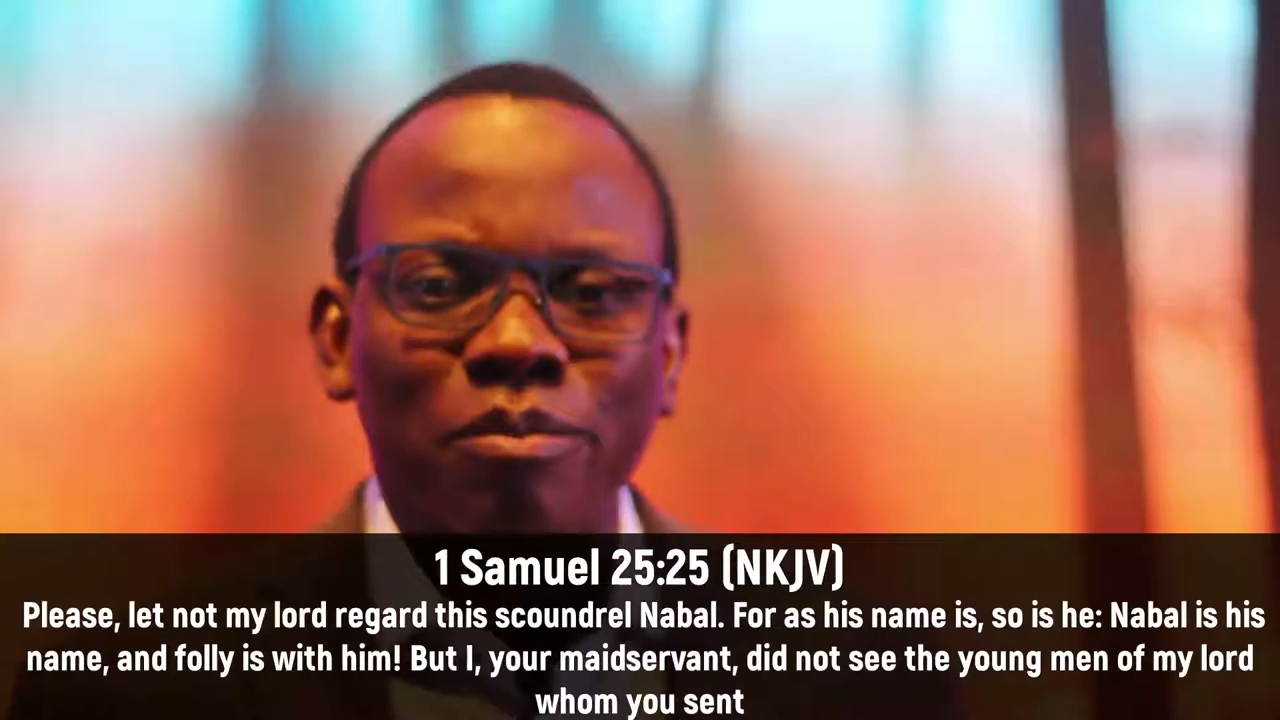 1 Samuel 25:25 (NKJV)
Please, let not my lord regard this scoundrel Nabal. For as his name is, so is he: Nabal is his
name, and folly is with him! But I, your maidservant, did not see the young men of my lord
whom you sent